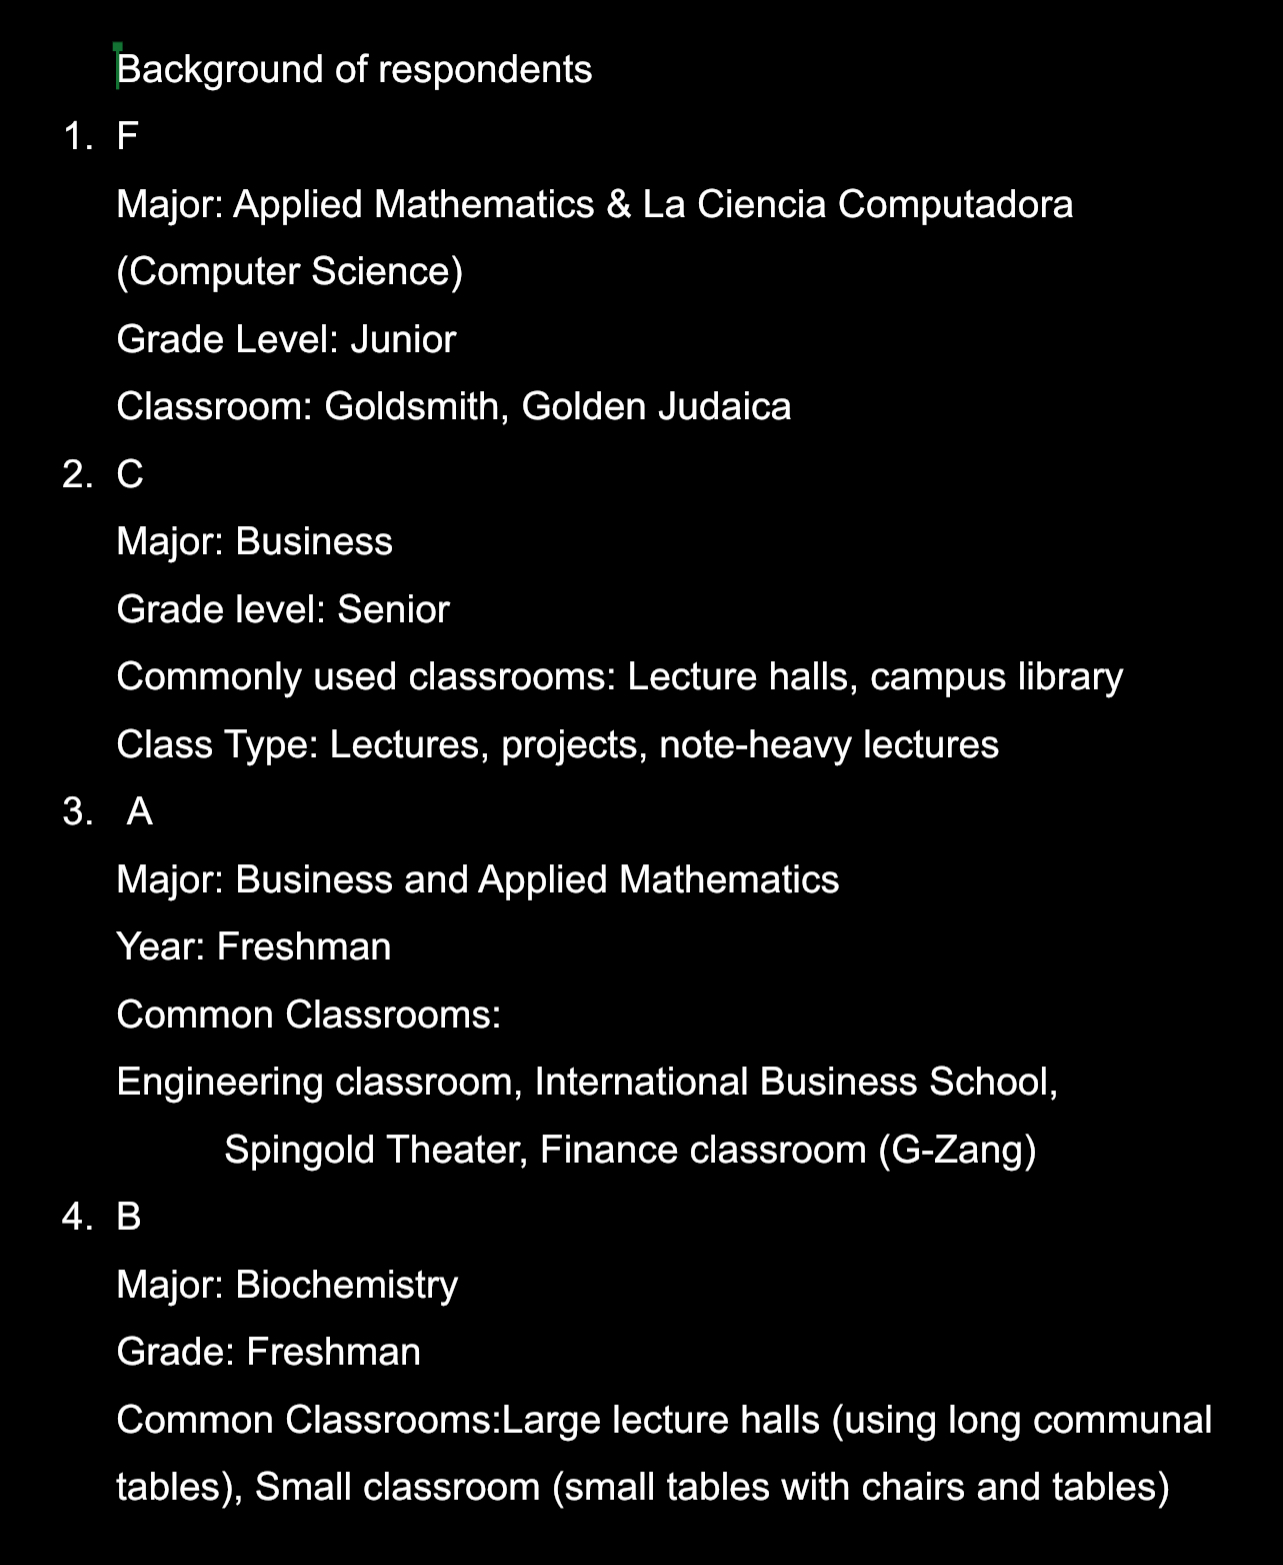 Background of respondents
1. F
Major: Applied Mathematics & La Ciencia Computadora
(Computer Science)
Grade Level: Junior
Classroom: Goldsmith, Golden Judaica
2. C
Major: Business
Grade level: Senior
Commonly used classrooms: Lecture halls, campus library
Class Type: Lectures, projects, note-heavy lectures
3. A
Major: Business and Applied Mathematics
Year: Freshman
Common Classrooms:
Engineering classroom, International Business School,
Spingold Theater, Finance classroom (G-Zang)
4. B
Major: Biochemistry
Grade: Freshman
Common Classrooms:Large lecture halls (using long communal
tables), Small classroom (small tables with chairs and tables)